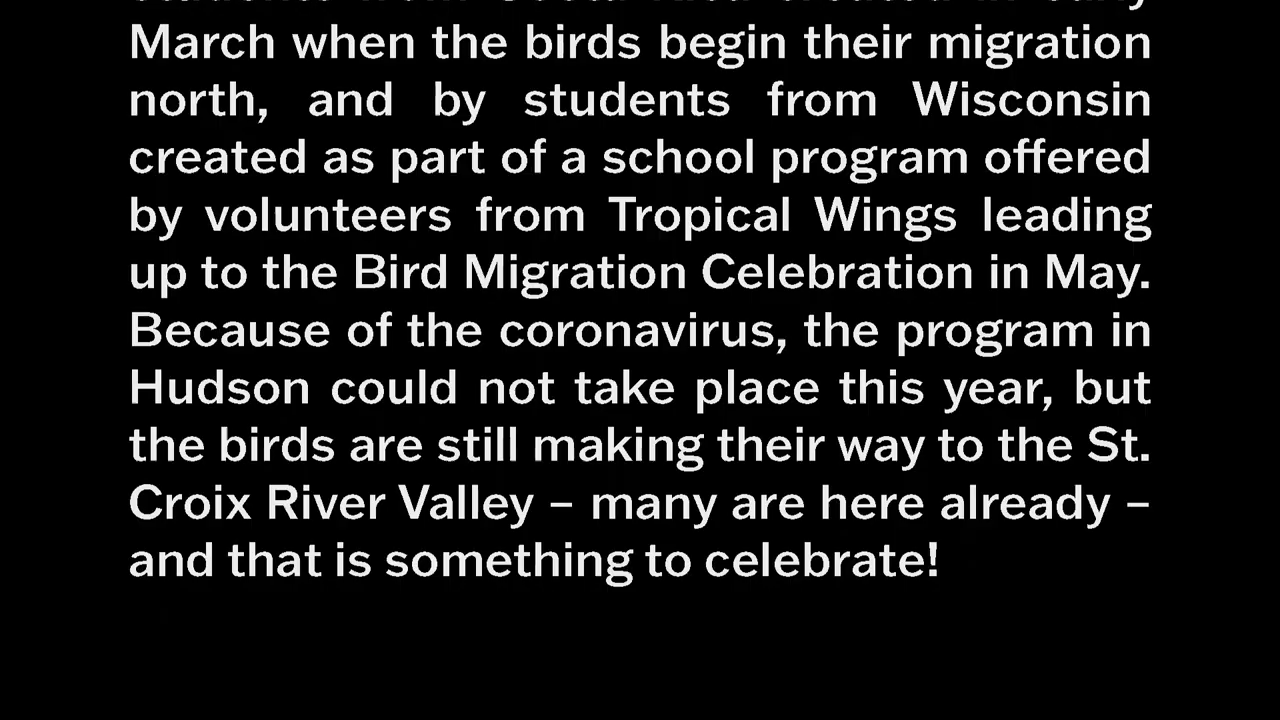 March when the birds begin their migration
north, and by students from Wisconsin
created as part of a school program offered
by volunteers from Tropical Wings leading
up to the Bird Migration Celebration in May.
Because of the coronavirus, the program in
Hudson could not take place this year, but
the birds are still making their way to the St.
Croix River Valley – many are here already –
and that is something to celebrate!